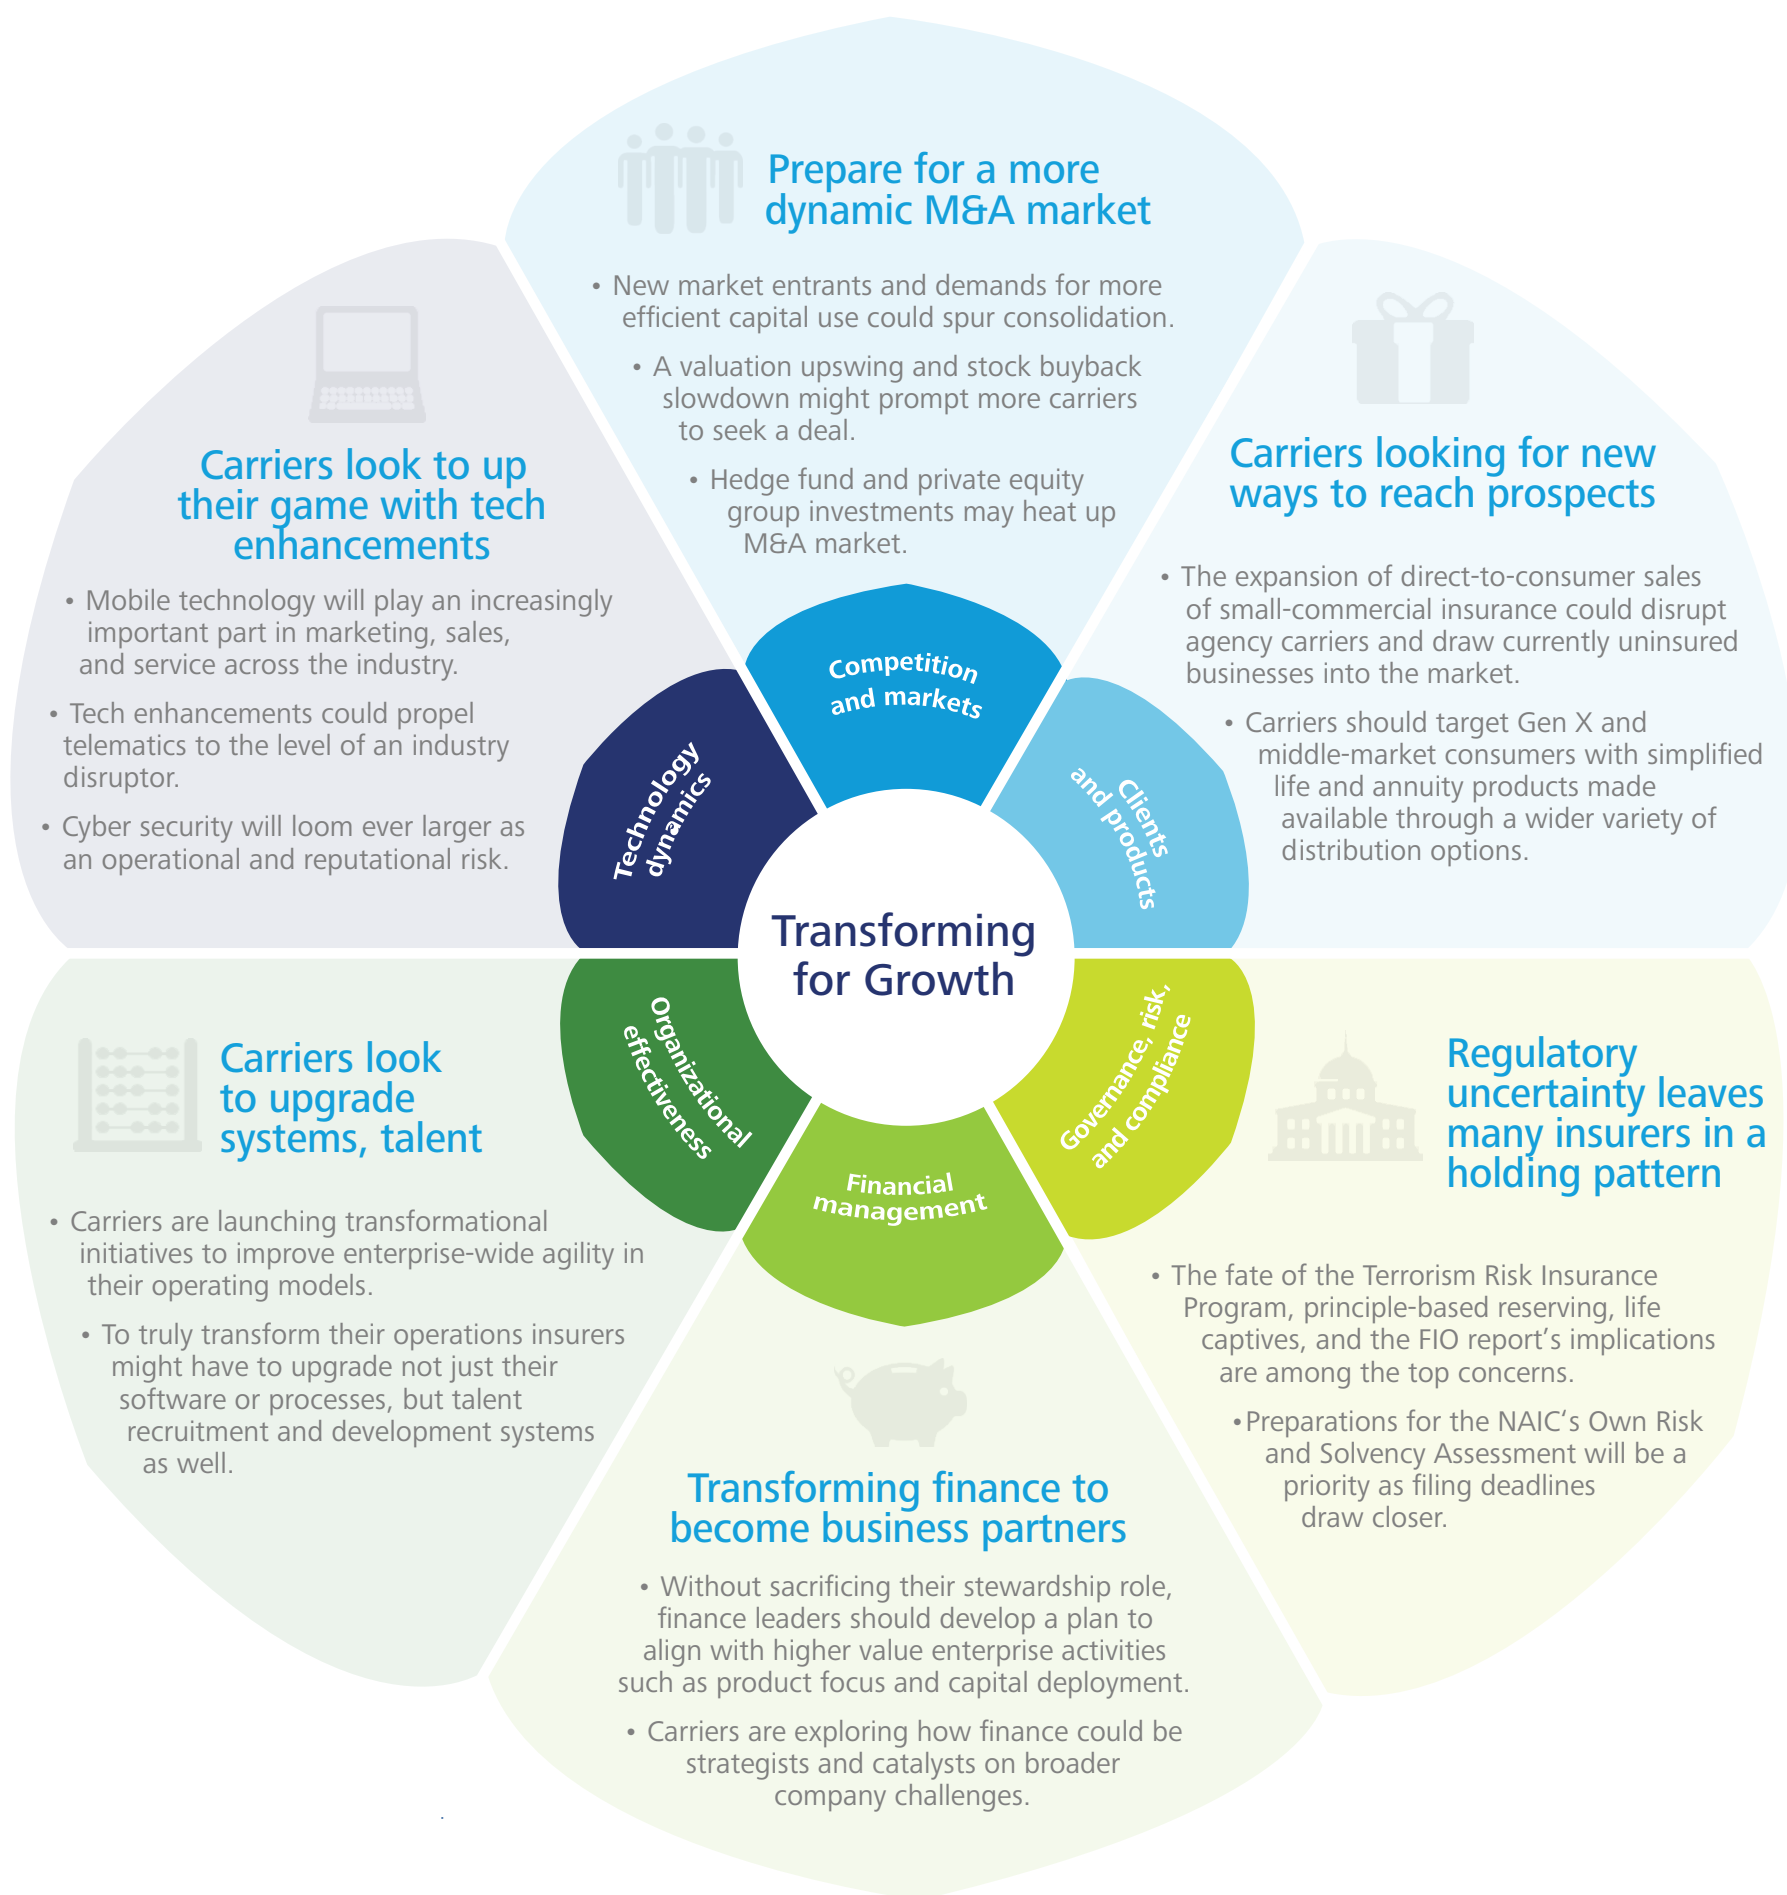 Prepare for a more
dynamic M&A market
• New market entrants and demands for more
efficient capital use could spur consolidation.
• A valuation upswing and stock buyback
slowdown might prompt more carriers
to seek a deal.
• Hedge fund and private equity
group investments may heat up
M&A market.
Competition
and markets
Carriers looking for new
ways to reach prospects
• The expansion of direct-to-consumer sales
of small-commercial insurance could disrupt
agency carriers and draw currently uninsured
businesses into the market.
• Carriers should target Gen X and
middle-market consumers with simplified
life and annuity products made
available through a wider variety of
distribution options.
Clients
and products
Regulatory
uncertainty leaves
many insurers in a
holding pattern
• The fate of the Terrorism Risk Insurance
Program, principle-based reserving, life
captives, and the FIO report’s implications
are among the top concerns.
•Preparations for the NAIC‘s Own Risk
and Solvency Assessment will be a
priority as filing deadlines
draw closer.
Governance, risk,
and compliance
Financial
management
Transforming finance to
become business partners
• Without sacrificing their stewardship role,
finance leaders should develop a plan to
align with higher value enterprise activities
such as product focus and capital deployment.
• Carriers are exploring how finance could be
strategists and catalysts on broader
company challenges.
Organizational
effectiveness
Carriers look
to upgrade
systems, talent
• Carriers are launching transformational
initiatives to improve enterprise-wide agility in
their operating models.
• To truly transform their operations insurers
might have to upgrade not just their
software or processes, but talent
recruitment and development systems
as well.
Technology
dynamics
Carriers look to up
their game with tech
enhancements
• Mobile technology will play an increasingly
important part in marketing, sales,
and service across the industry.
• Tech enhancements could propel
telematics to the level of an industry
disruptor.
• Cyber security will loom ever larger as
an operational and reputational risk.
Transforming
for Growth